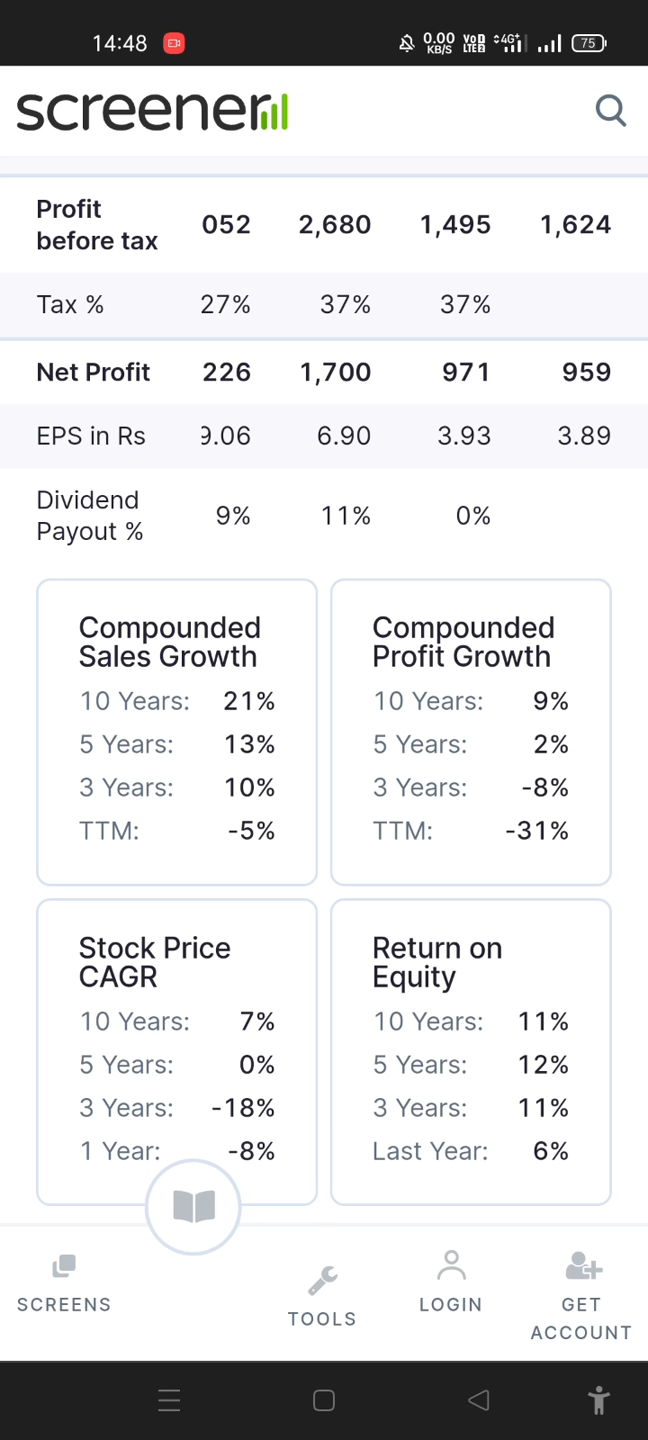 14:48 0.00 KB/S VoD LTE2 4G+ 75
screener
Profit before tax 052 2,680 1,495 1,624
Tax % 27% 37% 37%
Net Profit 226 1,700 971 959
EPS in Rs 9.06 6.90 3.93 3.89
Dividend Payout % 9% 11% 0%
Compounded
Sales Growth
10 Years: 21%
5 Years: 13%
3 Years: 10%
TTM: -5%
Compounded
Profit Growth
10 Years: 9%
5 Years: 2%
3 Years: -8%
TTM: -31%
Stock Price
CAGR
10 Years: 7%
5 Years: 0%
3 Years: -18%
1 Year: -8%
Return on
Equity
10 Years: 11%
5 Years: 12%
3 Years: 11%
Last Year: 6%
SCREENS
TOOLS
LOGIN
GET
ACCOUNT